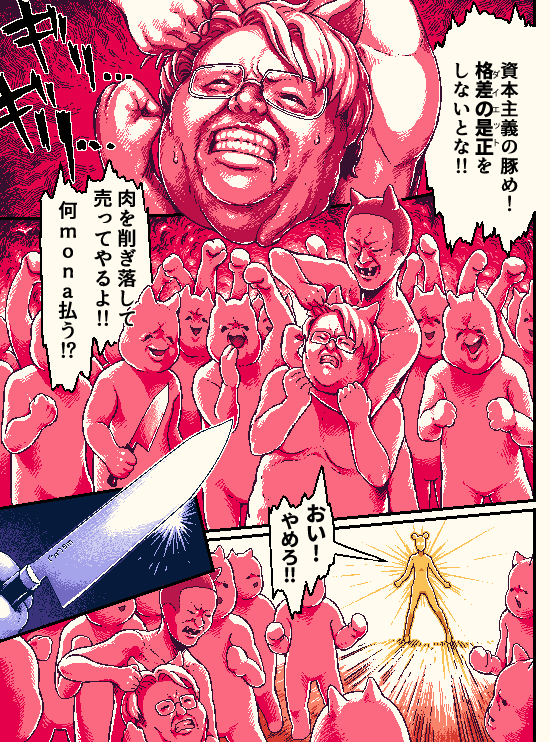 資本主義の豚め！
格差の是正を
ダイエット
しないとな!!
ギリ…
ギリ…
肉を削ぎ落して
売ってやるよ!!
何mona払う!?
おい！
やめろ!!